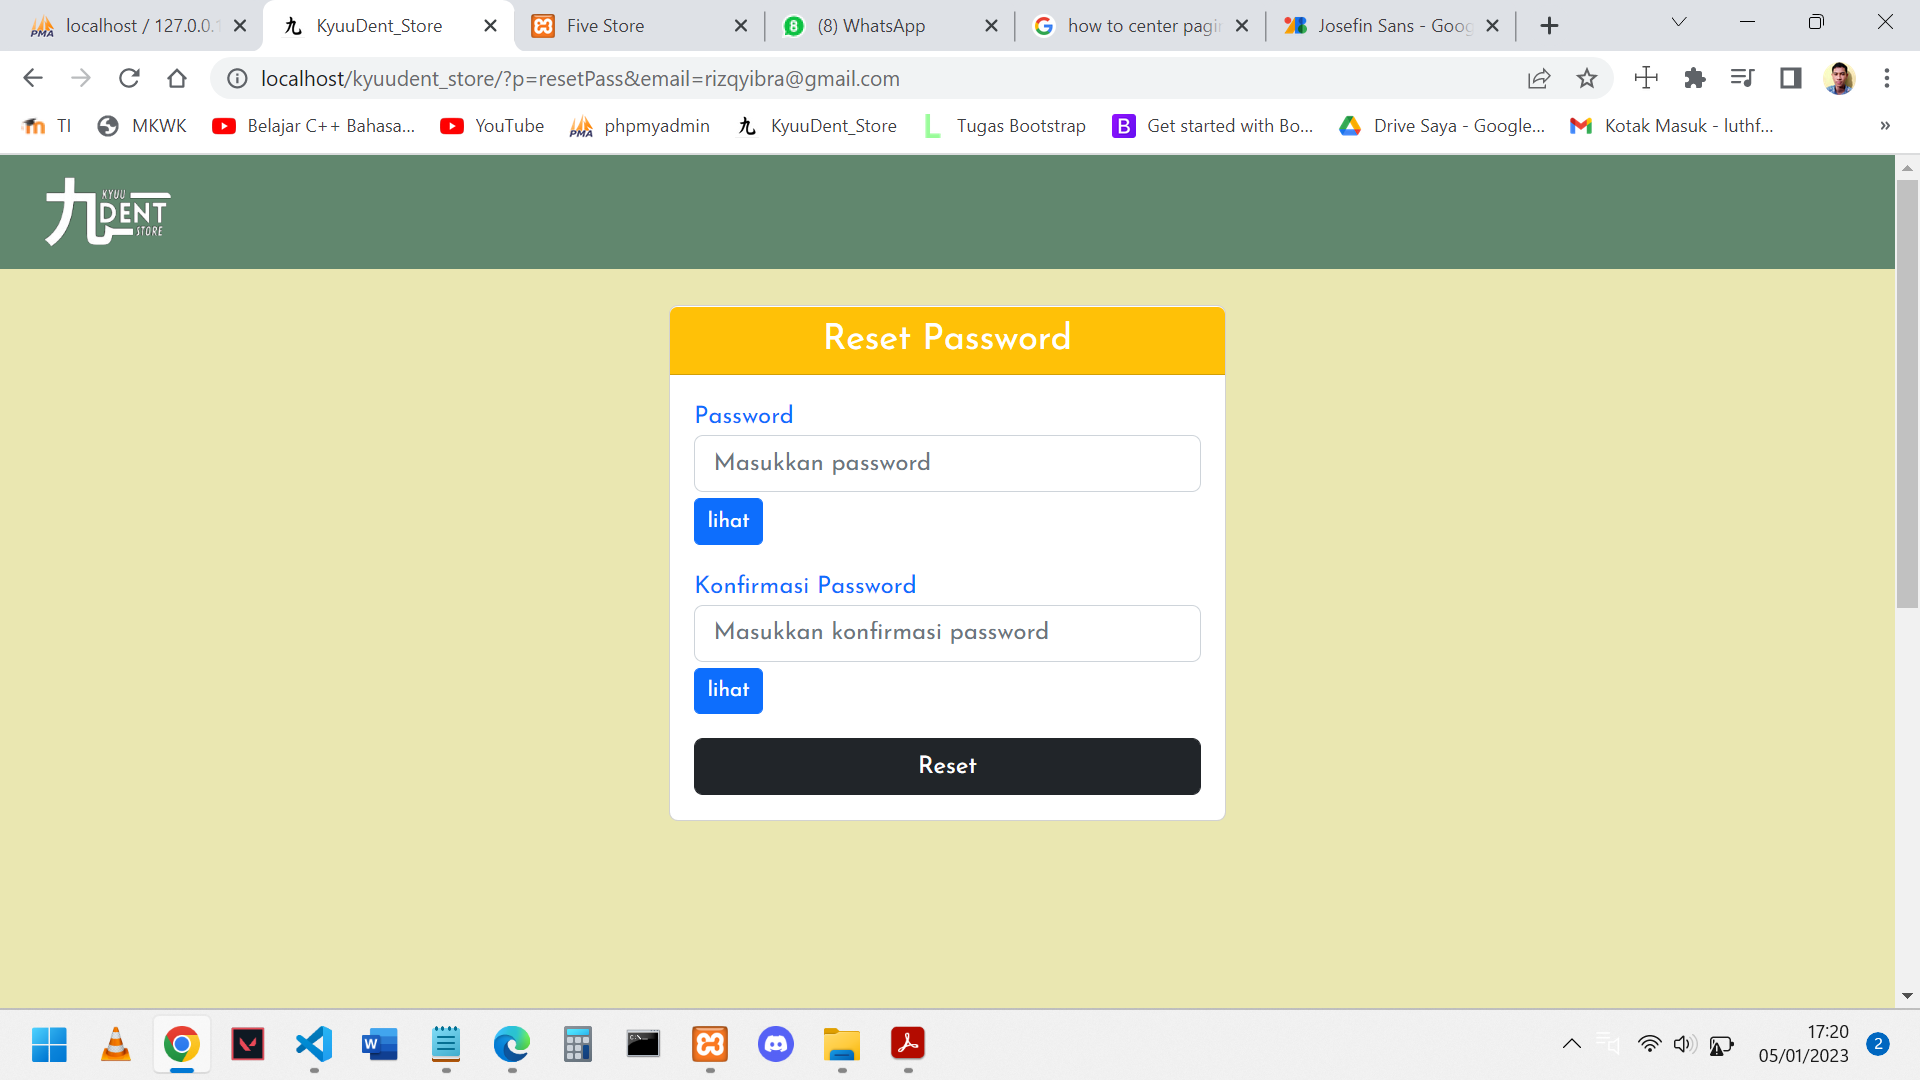 localhost / 127.0.0.1
KyuuDent_Store
Five Store
(8) WhatsApp
how to center pagin
Josefin Sans - Goog
localhost/kyuudent_store/?p=resetPass&email=rizqyibra@gmail.com
TI
MKWK
Belajar C++ Bahasa...
YouTube
phpmyadmin
KyuuDent_Store
Tugas Bootstrap
Get started with Bo...
Drive Saya - Google...
Kotak Masuk - luthf...
»
九
KYUU
DENT
STORE
Reset Password
Password
Masukkan password
lihat
Konfirmasi Password
Masukkan konfirmasi password
lihat
Reset
17:20
05/01/2023
2